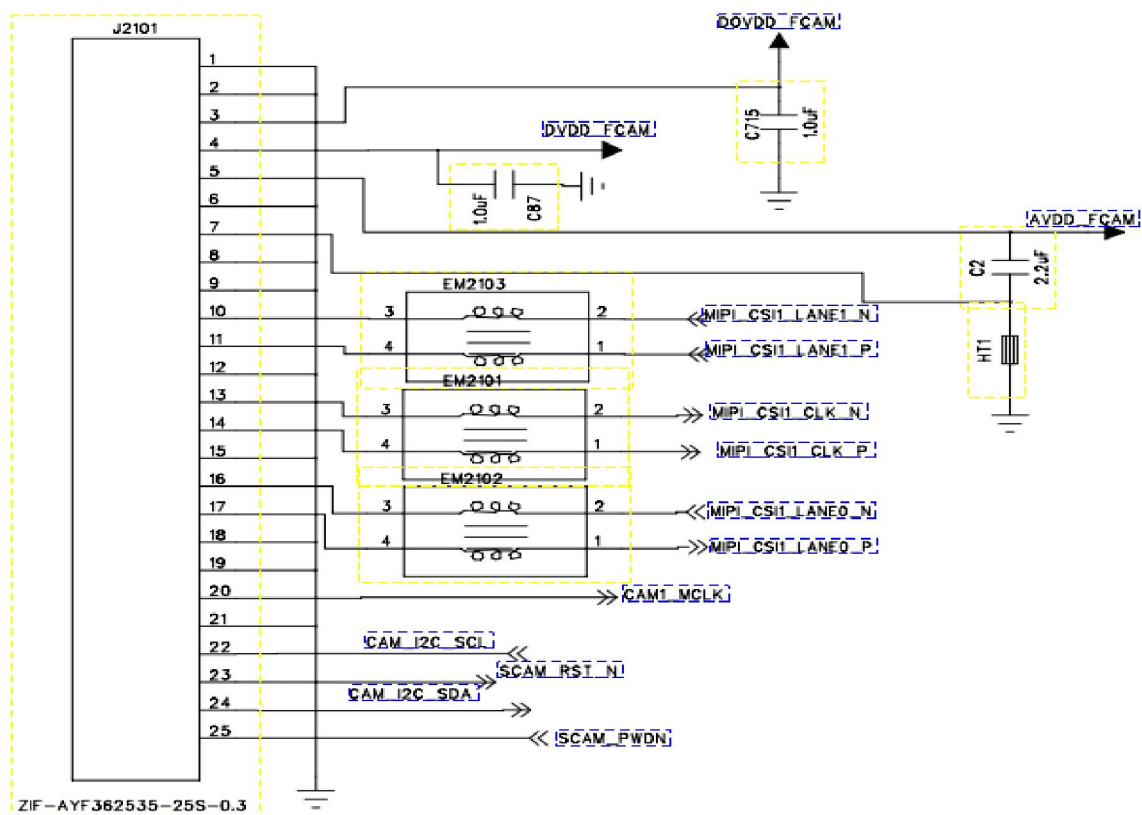 J2101
DOVDD_FCAM
1
2
3
C715
1.0uF
DVDD_FCAM
4
5
1.0uF
C87
6
AVDD_FCAM
7
C2
2.2uF
8
9
EM2103
10
3
2
MIPI_CSI1_LANE1_N
11
4
1
MIPI_CSI1_LANE1_P
HT1
12
EM2101
13
3
2
MIPI_CSI1_CLK_N
14
4
1
MIPI_CSI1_CLK_P
15
EM2102
16
3
2
MIPI_CSI1_LANE0_N
17
4
1
MIPI_CSI1_LANE0_P
18
19
20
CAM1_MCLK
21
22
CAM_I2C_SCL
23
SCAM_RST_N
24
CAM_I2C_SDA
25
SCAM_PWDN
ZIF-AYF362535-25S-0.3